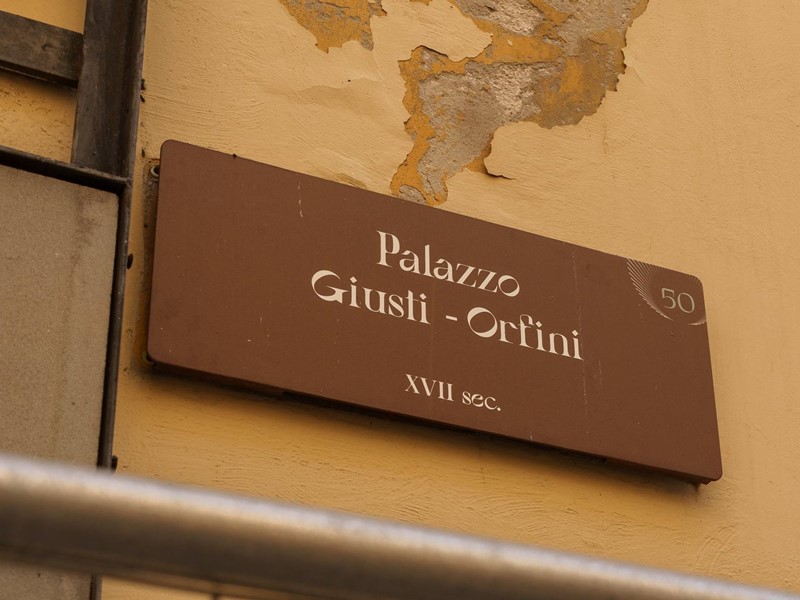 Palazzo
Giusti - Orfini
XVII sec.
50